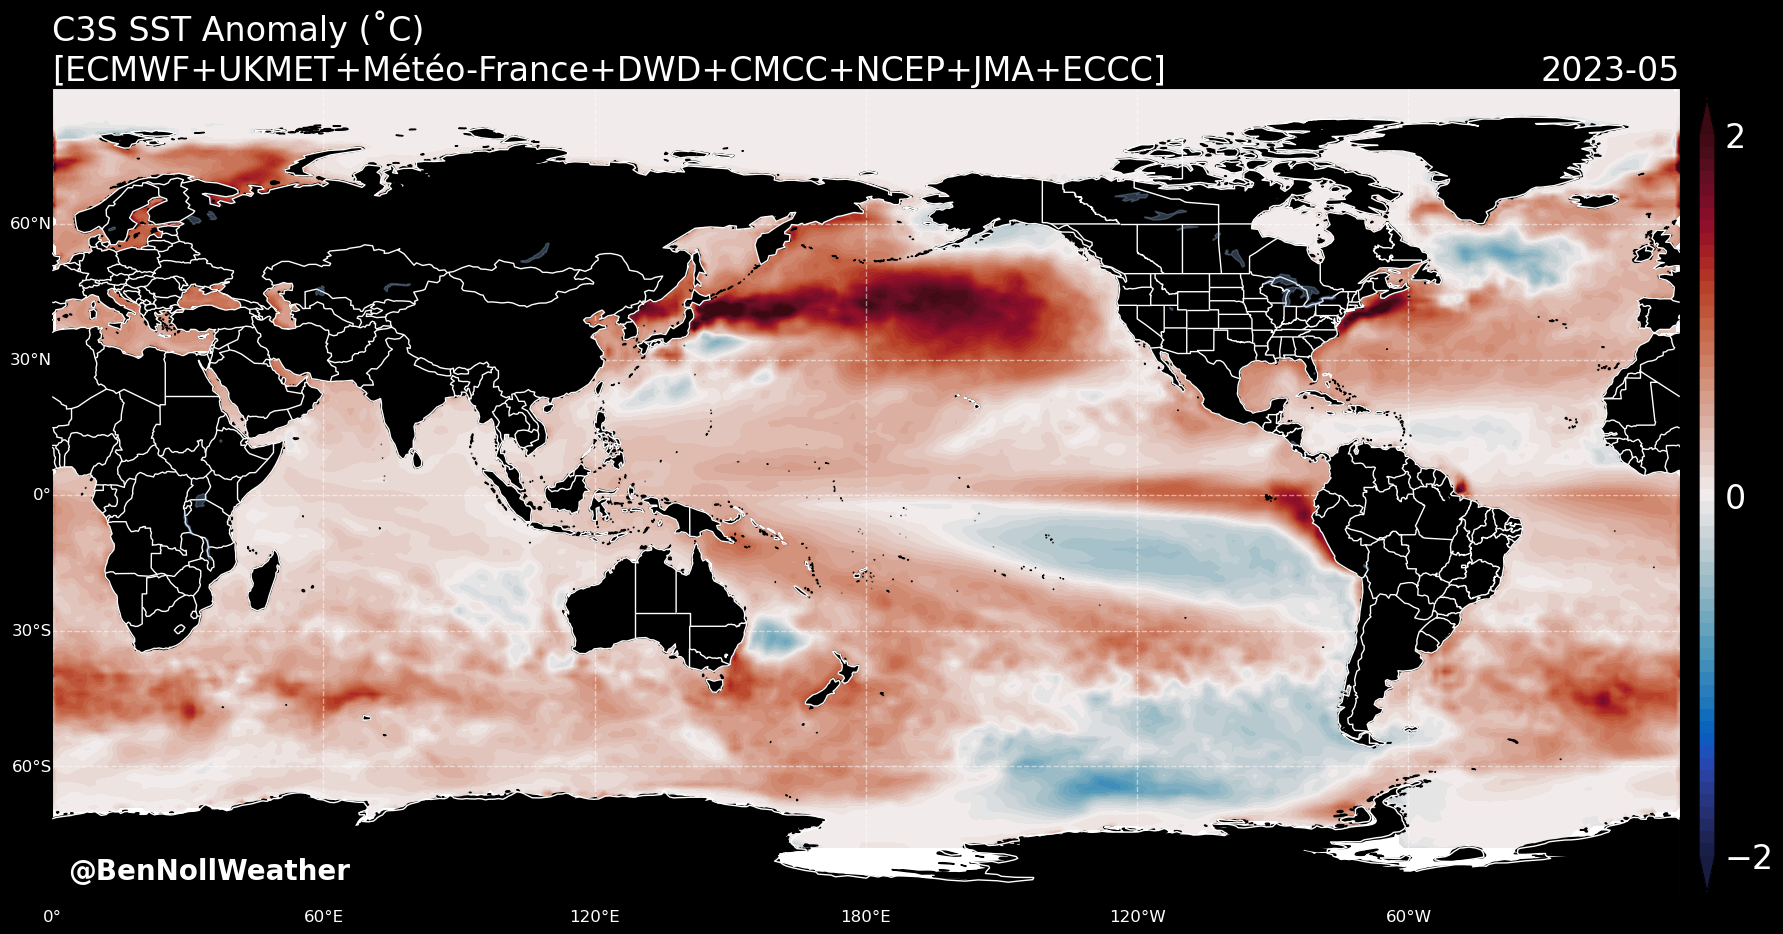 C3S SST Anomaly (˚C)
[ECMWF+UKMET+Météo-France+DWD+CMCC+NCEP+JMA+ECCC]
2023-05
2
60°N
30°N
0°
0
30°S
60°S
−2
@BenNollWeather
0°
60°E
120°E
180°E
120°W
60°W